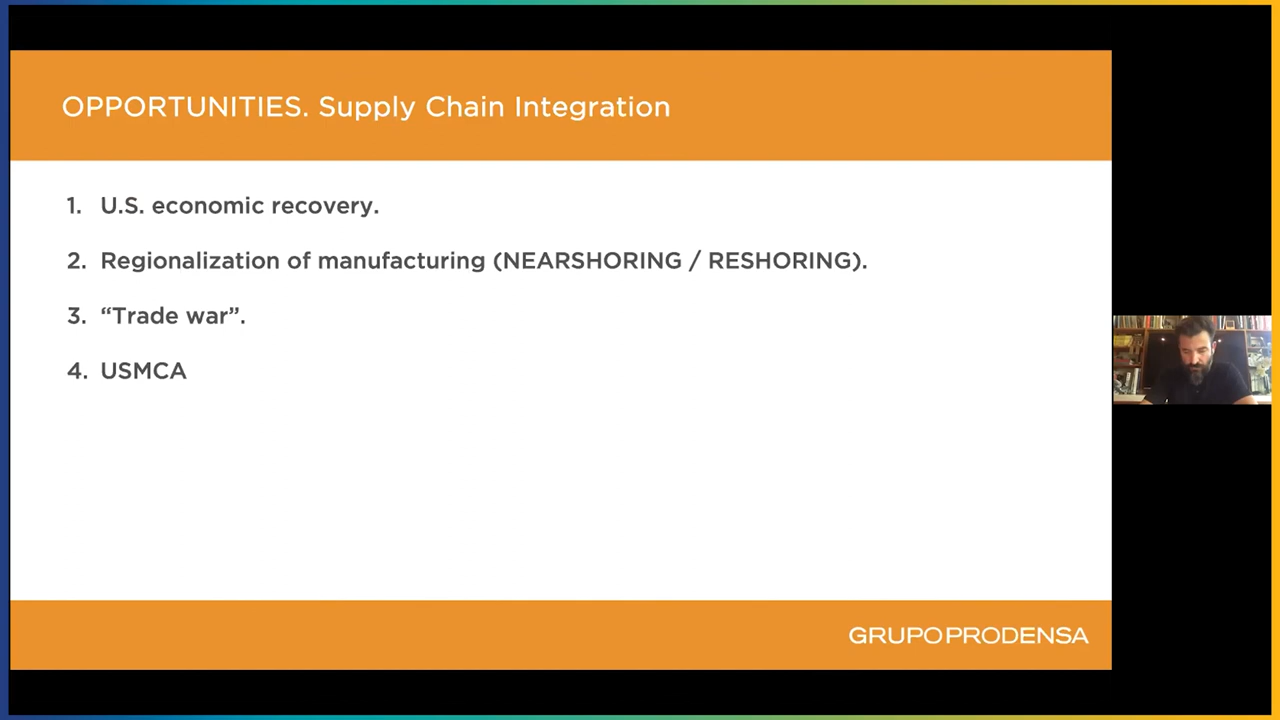 OPPORTUNITIES. Supply Chain Integration
1. U.S. economic recovery.
2. Regionalization of manufacturing (NEARSHORING / RESHORING).
3. “Trade war”.
4. USMCA
GRUPOPRODENSA